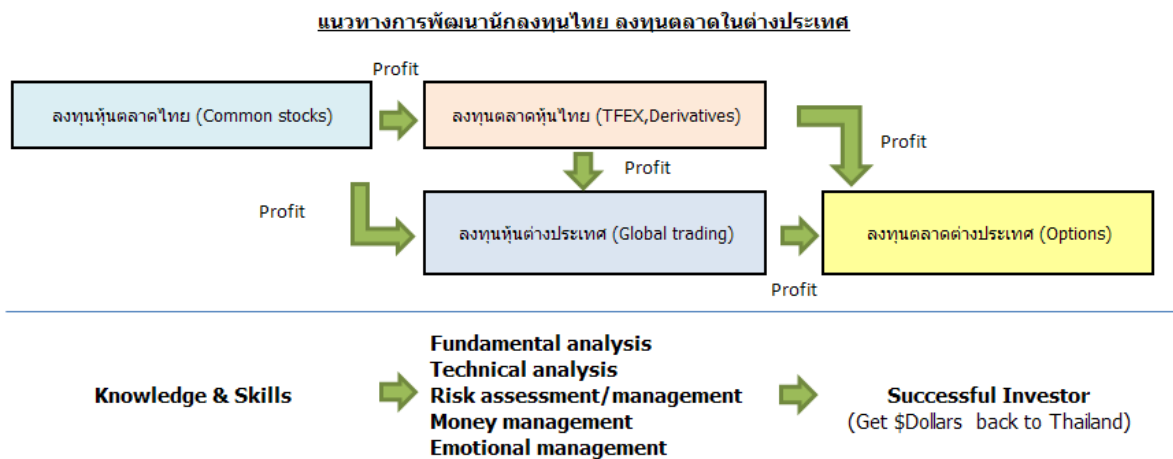 แนวทางการพัฒนานักลงทุนไทย ลงทุนตลาดในต่างประเทศ
Profit
ลงทุนหุ้นตลาดไทย (Common stocks)
ลงทุนตลาดหุ้นไทย (TFEX,Derivatives)
Profit
Profit
Profit
ลงทุนหุ้นต่างประเทศ (Global trading)
ลงทุนตลาดต่างประเทศ (Options)
Profit
Fundamental analysis
Technical analysis
Knowledge & Skills
Risk assessment/management
Successful Investor
Money management
(Get $Dollars back to Thailand)
Emotional management